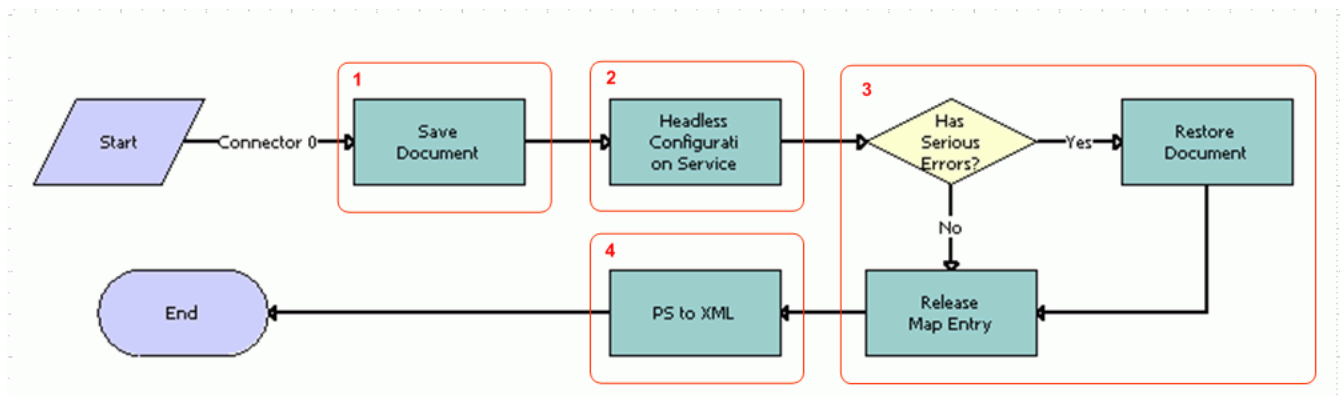 1
2
3
Start
Connector 0
Save
Document
Headless
Configurati
on Service
Has
Serious
Errors?
Yes
Restore
Document
No
4
End
PS to XML
Release
Map Entry